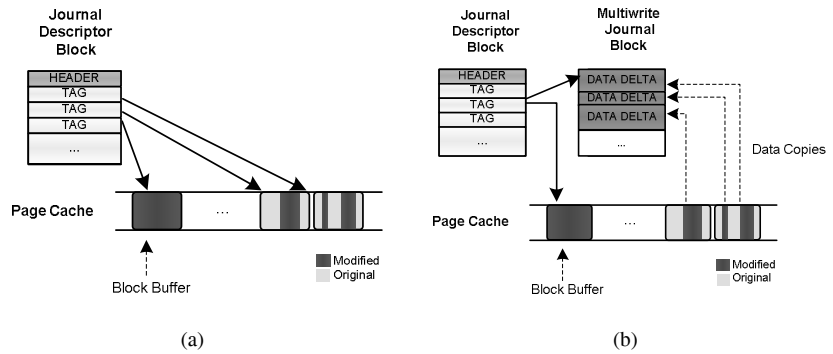 Journal
Descriptor
Block
HEADER
TAG
TAG
TAG
...
Page Cache
...
Modified
Original
Block Buffer
(a)
Journal
Descriptor
Block
Multiwrite
Journal
Block
HEADER
TAG
TAG
TAG
...
DATA DELTA
DATA DELTA
DATA DELTA
...
Data Copies
Page Cache
...
Modified
Original
Block Buffer
(b)